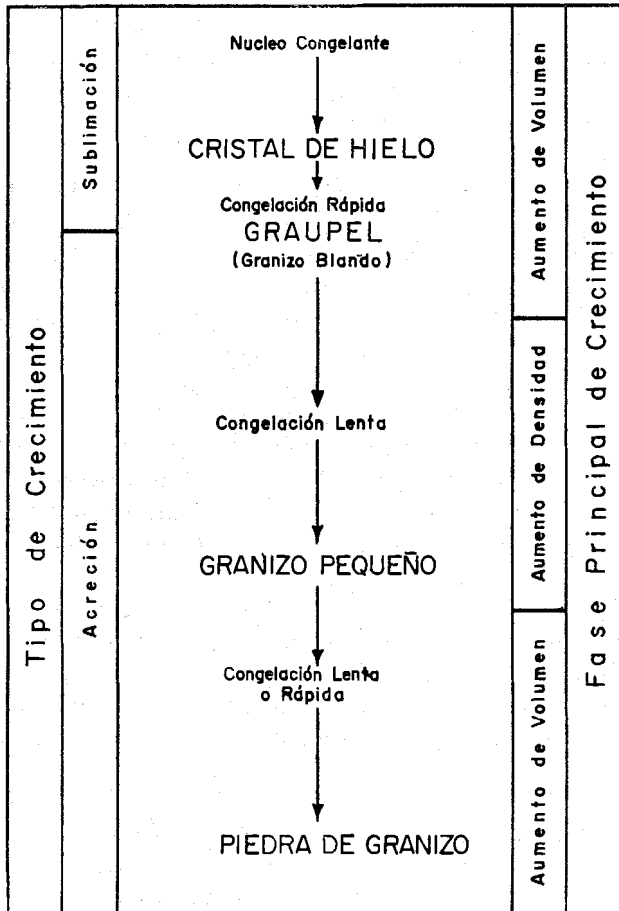 Tipo de Crecimiento
Sublimación
Acreción
Nucleo Congelante
CRISTAL DE HIELO
Congelación Rápida
GRAUPEL
(Granizo Blando)
Congelación Lenta
GRANIZO PEQUEÑO
Congelación Lenta
o Rápida
PIEDRA DE GRANIZO
Aumento de Volumen
Aumento de Densidad
Aumento de Volumen
Fase Principal de Crecimiento